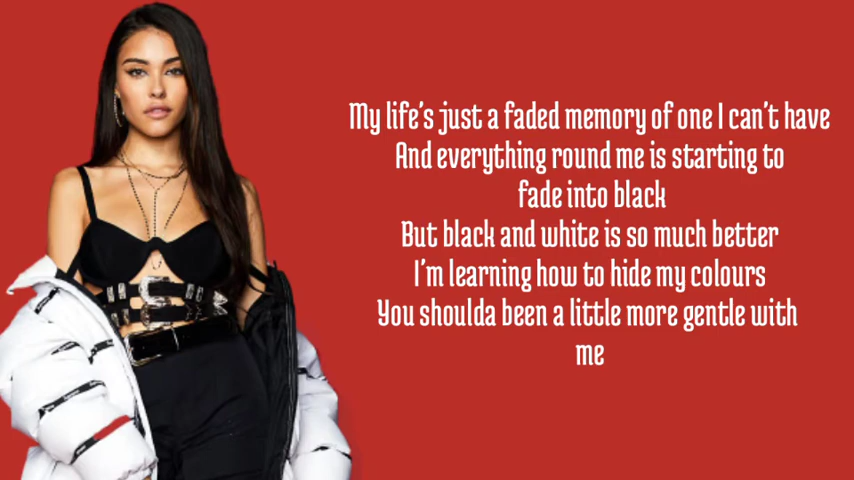 My life's just a faded memory of one I can't have
And everything round me is starting to
fade into black
But black and white is so much better
I'm learning how to hide my colours
You shoulda been a little more gentle with
me